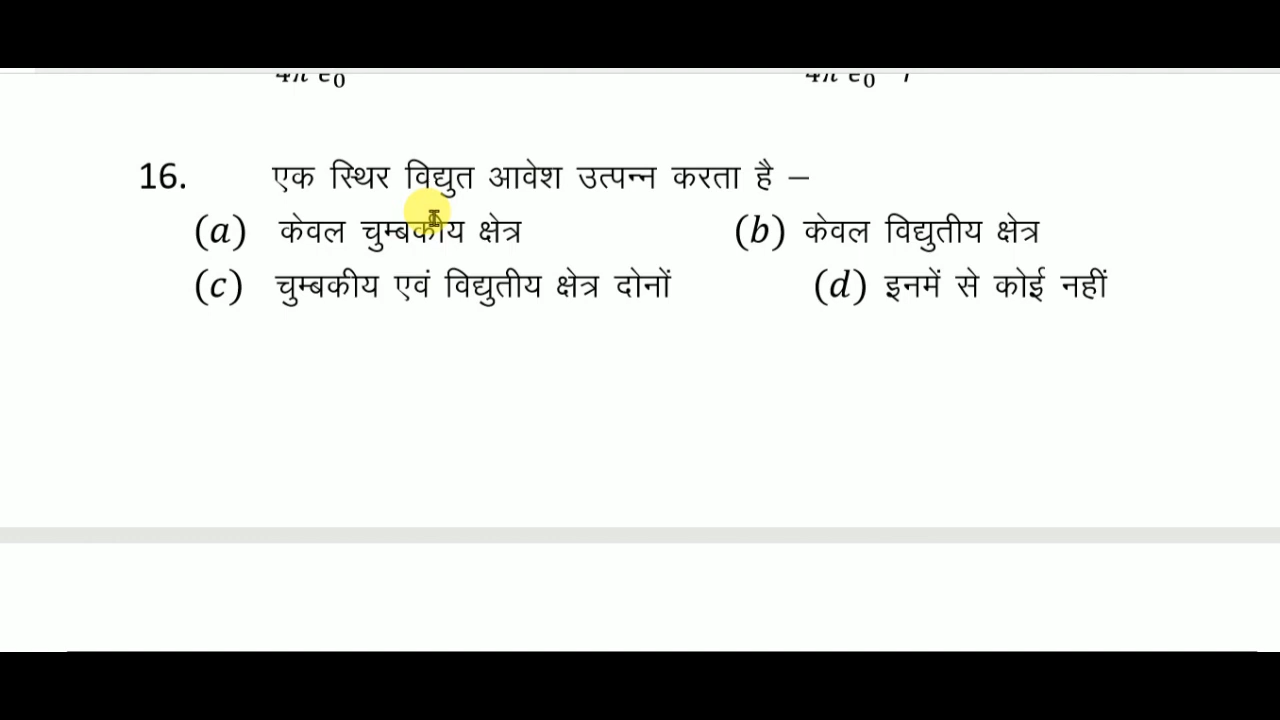 16. एक स्थिर विद्युत आवेश उत्पन्न करता है –
(a) केवल चुम्बकीय क्षेत्र (b) केवल विद्युतीय क्षेत्र
(c) चुम्बकीय एवं विद्युतीय क्षेत्र दोनों (d) इनमें से कोई नहीं